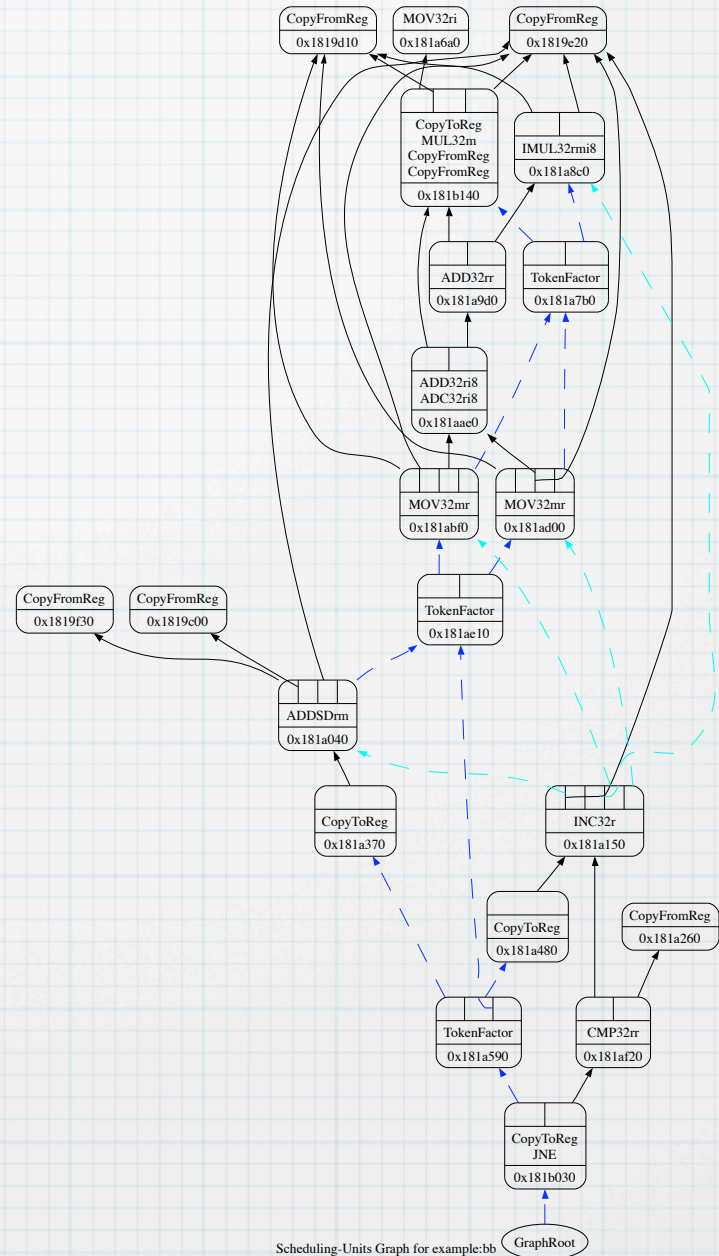 CopyFromReg
0x1819d10
MOV32ri
0x181a6a0
CopyFromReg
0x1819e20
CopyToReg
MUL32m
CopyFromReg
CopyFromReg
0x181b140
IMUL32rmi8
0x181a8c0
ADD32rr
0x181a9d0
TokenFactor
0x181a7b0
ADD32ri8
ADC32ri8
0x181aae0
MOV32mr
0x181abf0
MOV32mr
0x181ad00
CopyFromReg
0x1819f30
CopyFromReg
0x1819c00
TokenFactor
0x181ae10
ADDSDrm
0x181a040
CopyToReg
0x181a370
INC32r
0x181a150
CopyToReg
0x181a480
CopyFromReg
0x181a260
TokenFactor
0x181a590
CMP32rr
0x181af20
CopyToReg
JNE
0x181b030
GraphRoot
Scheduling-Units Graph for example:bb